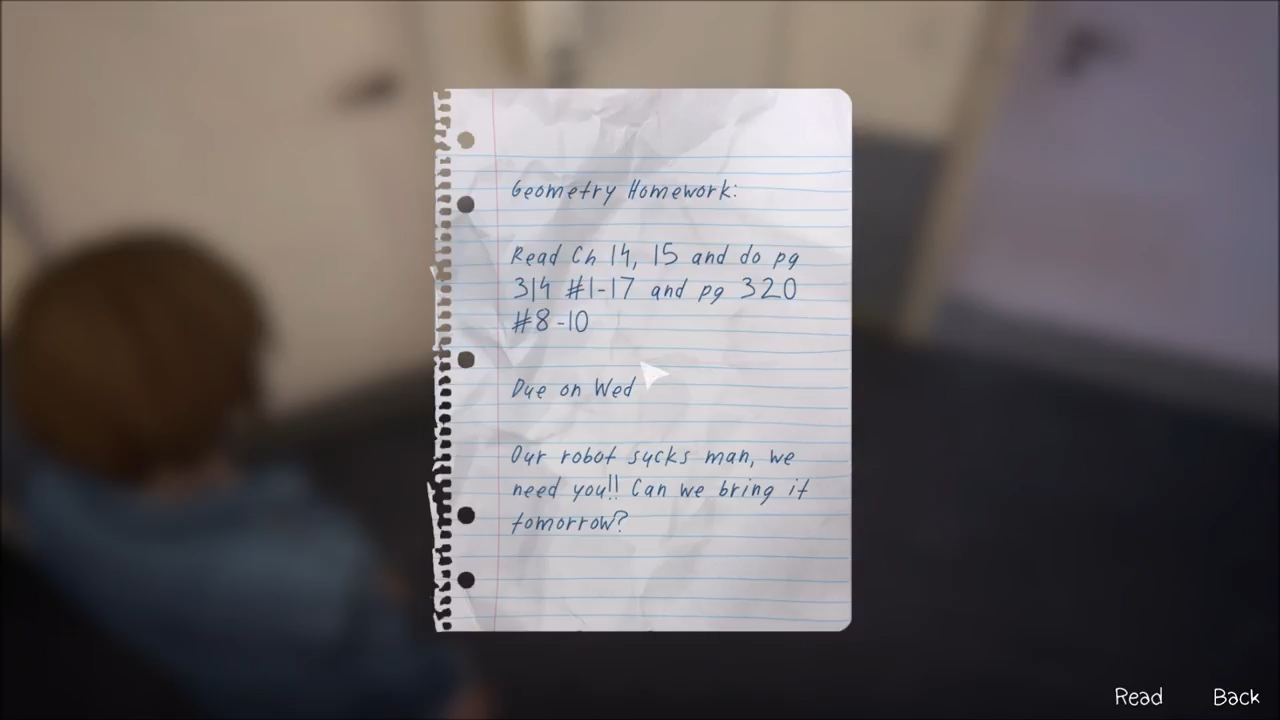 Geometry Homework:
Read Ch 14, 15 and do pg
314 #1-17 and pg 320
#8-10
Due on Wed
Our robot sucks man, we
need you!! Can we bring it
tomorrow?
Read
Back